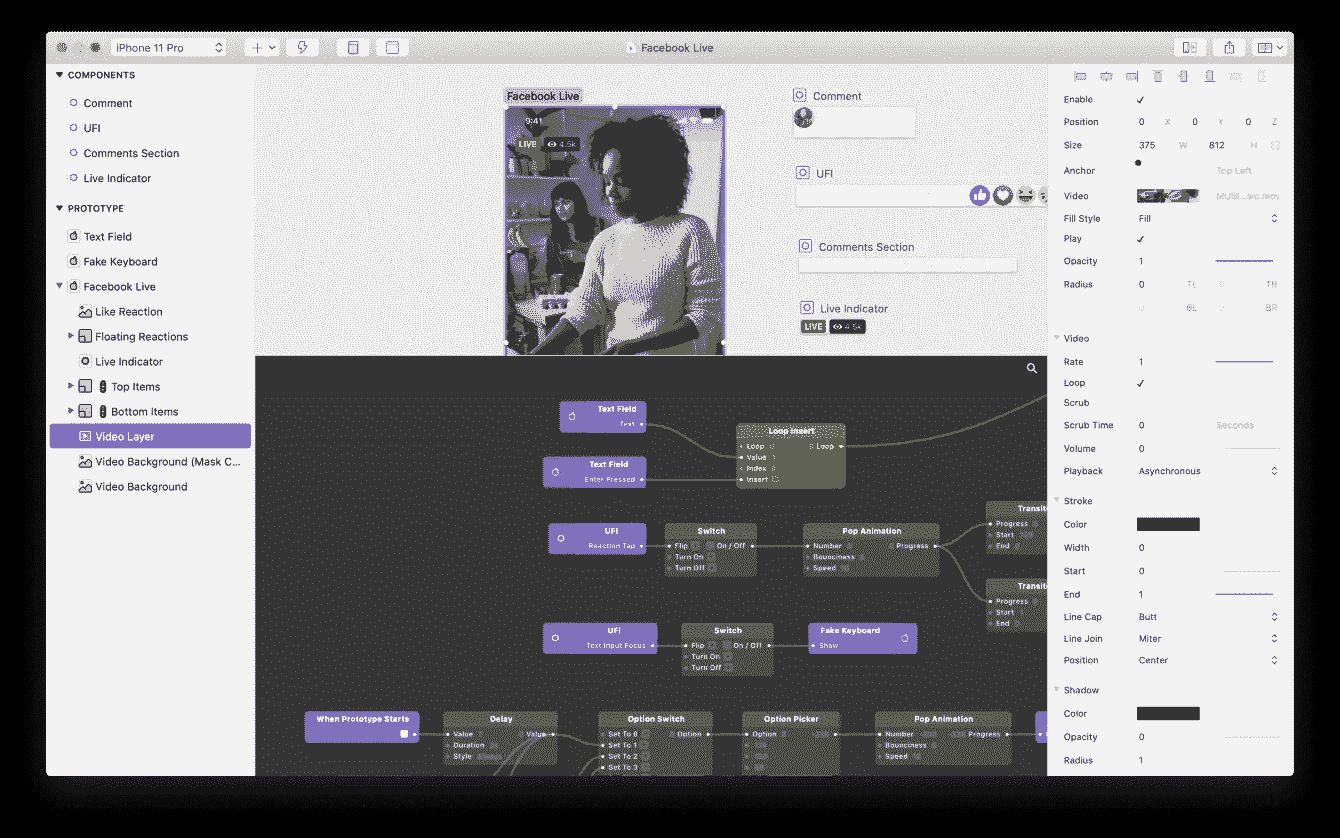 iPhone 11 Pro
Facebook Live
COMPONENTS
Comment
UFI
Comments Section
Live Indicator
PROTOTYPE
Text Field
Fake Keyboard
Facebook Live
Like Reaction
Floating Reactions
Live Indicator
Top Items
Bottom Items
Video Layer
Video Background (Mask C...
Video Background
Facebook Live
9:41
LIVE 4.5k
Comment
UFI
Comments Section
Live Indicator
LIVE 4.5k
Text Field
Text
Text Field
Enter Pressed
Loop Insert
Loop Loop
Value
Index
Insert
UFI
Reaction Tap
Switch
Flip On / Off
Turn On
Turn Off
Pop Animation
Number Progress
Bounciness
Speed
Transiti
Progress
Start
End
Transiti
Progress
Start
End
UFI
Text Input Focus
Switch
Flip On / Off
Turn On
Turn Off
Fake Keyboard
Show
When Prototype Starts
Delay
Value Value
Duration
Style Always
Option Switch
Set To 0 Option
Set To 1
Set To 2
Set To 3
Option Picker
Option
Pop Animation
Number Progress
Bounciness
Speed
Enable
Position 0 X 0 Y 0 Z
Size 375 W 812 H
Anchor Top Left
Video
Fill Style Fill
Play
Opacity 1
Radius 0 TL TR
BL BR
Video
Rate 1
Loop
Scrub
Scrub Time 0 Seconds
Volume 0
Playback Asynchronous
Stroke
Color
Width 0
Start 0
End 1
Line Cap Butt
Line Join Miter
Position Center
Shadow
Color
Opacity 0
Radius 1